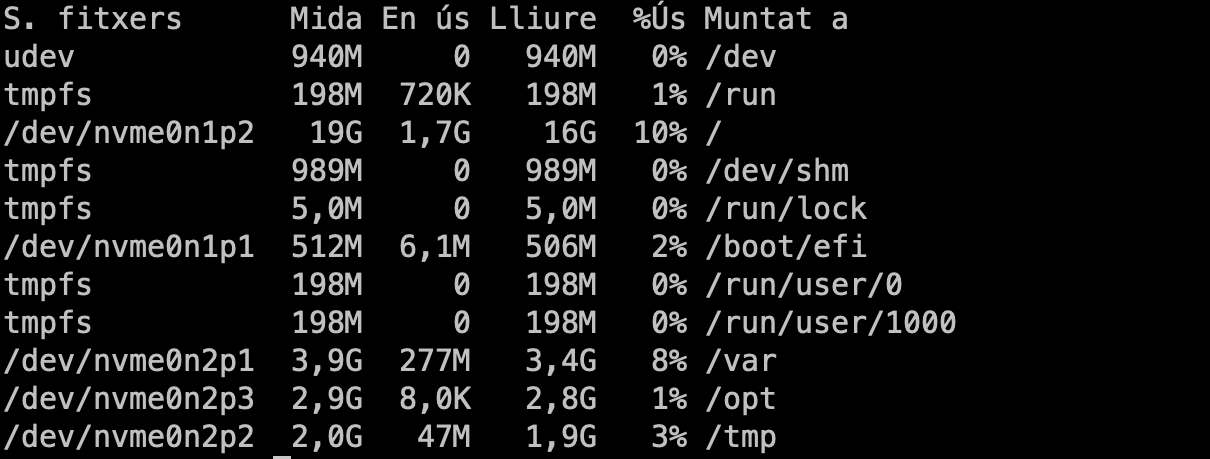 S. fitxers Mida En ús Lliure %Ús Muntat a
udev 940M 0 940M 0% /dev
tmpfs 198M 720K 198M 1% /run
/dev/nvme0n1p2 19G 1,7G 16G 10% /
tmpfs 989M 0 989M 0% /dev/shm
tmpfs 5,0M 0 5,0M 0% /run/lock
/dev/nvme0n1p1 512M 6,1M 506M 2% /boot/efi
tmpfs 198M 0 198M 0% /run/user/0
tmpfs 198M 0 198M 0% /run/user/1000
/dev/nvme0n2p1 3,9G 277M 3,4G 8% /var
/dev/nvme0n2p3 2,9G 8,0K 2,8G 1% /opt
/dev/nvme0n2p2 2,0G 47M 1,9G 3% /tmp